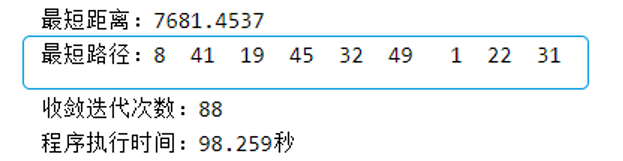 最短距离：7681.4537
最短路径：8 41 19 45 32 49 1 22 31
收敛迭代次数：88
程序执行时间：98.259秒